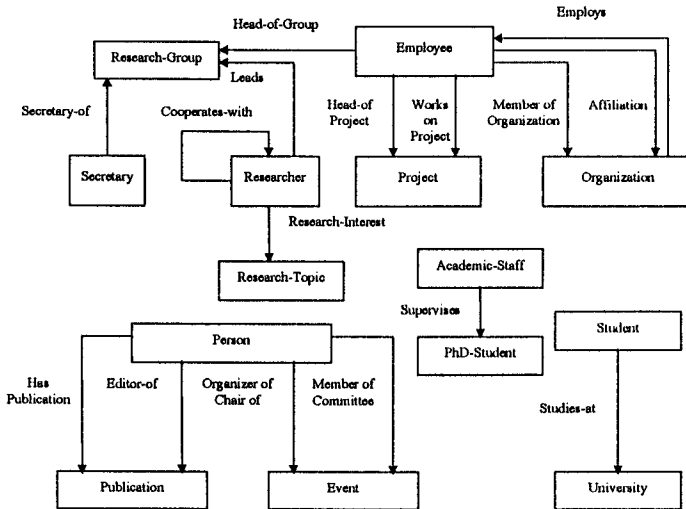 Employs
Head-of-Group
Employee
Research-Group
Leads
Secretary-of
Cooperates-with
Head-of
Project
Works
on
Project
Member of
Organization
Affiliation
Secretary
Researcher
Project
Organization
Research-Interest
Research-Topic
Academic-Staff
Supervises
Student
Person
PhD-Student
Has
Publication
Editor-of
Organizer of
Chair of
Member of
Committee
Studies-at
Publication
Event
University